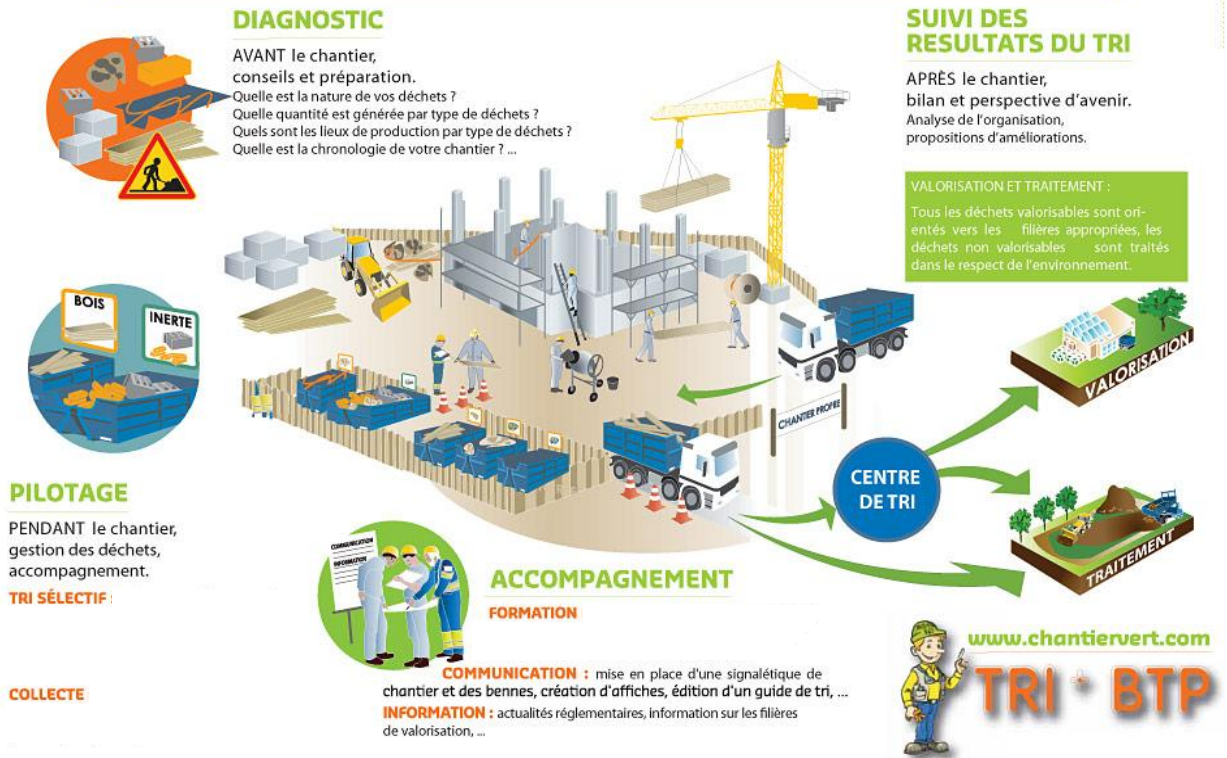 DIAGNOSTIC
AVANT le chantier,
conseils et préparation.
Quelle est la nature de vos déchets ?
Quelle quantité est générée par type de déchets ?
Quels sont les lieux de production par type de déchets ?
Quelle est la chronologie de votre chantier ? ...
SUIVI DES
RESULTATS DU TRI
APRÈS le chantier,
bilan et perspective d'avenir.
Analyse de l'organisation,
propositions d'améliorations.
VALORISATION ET TRAITEMENT :
Tous les déchets valorisables sont ori-
entés vers les filières appropriées, les
déchets non valorisables sont traités
dans le respect de l'environnement.
BOIS
INERTE
CHANTIER PROPRE
VALORISATION
CENTRE
DE TRI
TRAITEMENT
PILOTAGE
PENDANT le chantier,
gestion des déchets,
accompagnement.
TRI SÉLECTIF :
COLLECTE
COMMUNICATION
INFORMATION
ACCOMPAGNEMENT
FORMATION
COMMUNICATION : mise en place d'une signalétique de
chantier et des bennes, création d'affiches, édition d'un guide de tri, ...
INFORMATION : actualités réglementaires, information sur les filières
de valorisation, ...
www.chantiervert.com
TRI + BTP